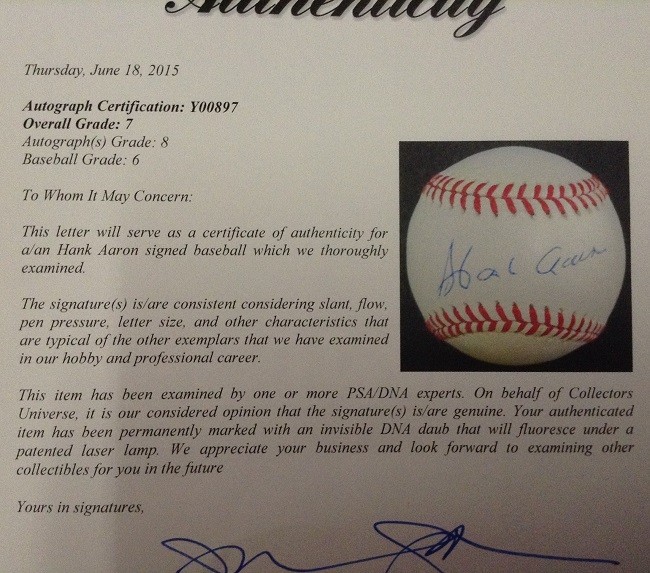 Authenticity
Thursday, June 18, 2015
Autograph Certification: Y00897
Overall Grade: 7
Autograph(s) Grade: 8
Baseball Grade: 6
To Whom It May Concern:
This letter will serve as a certificate of authenticity for
a/an Hank Aaron signed baseball which we thoroughly
examined.
The signature(s) is/are consistent considering slant, flow,
pen pressure, letter size, and other characteristics that
are typical of the other exemplars that we have examined
in our hobby and professional career.
Hank Aaron
This item has been examined by one or more PSA/DNA experts. On behalf of Collectors
Universe, it is our considered opinion that the signature(s) is/are genuine. Your authenticated
item has been permanently marked with an invisible DNA daub that will fluoresce under a
patented laser lamp. We appreciate your business and look forward to examining other
collectibles for you in the future
Yours in signatures,